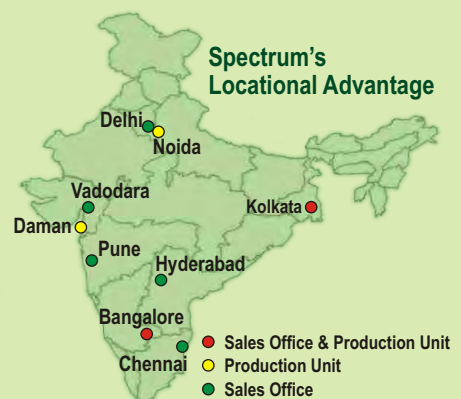 Spectrum's
Locational Advantage
Delhi
Noida
Vadodara
Kolkata
Daman
Pune
Hyderabad
Bangalore
Chennai
Sales Office & Production Unit
Production Unit
Sales Office